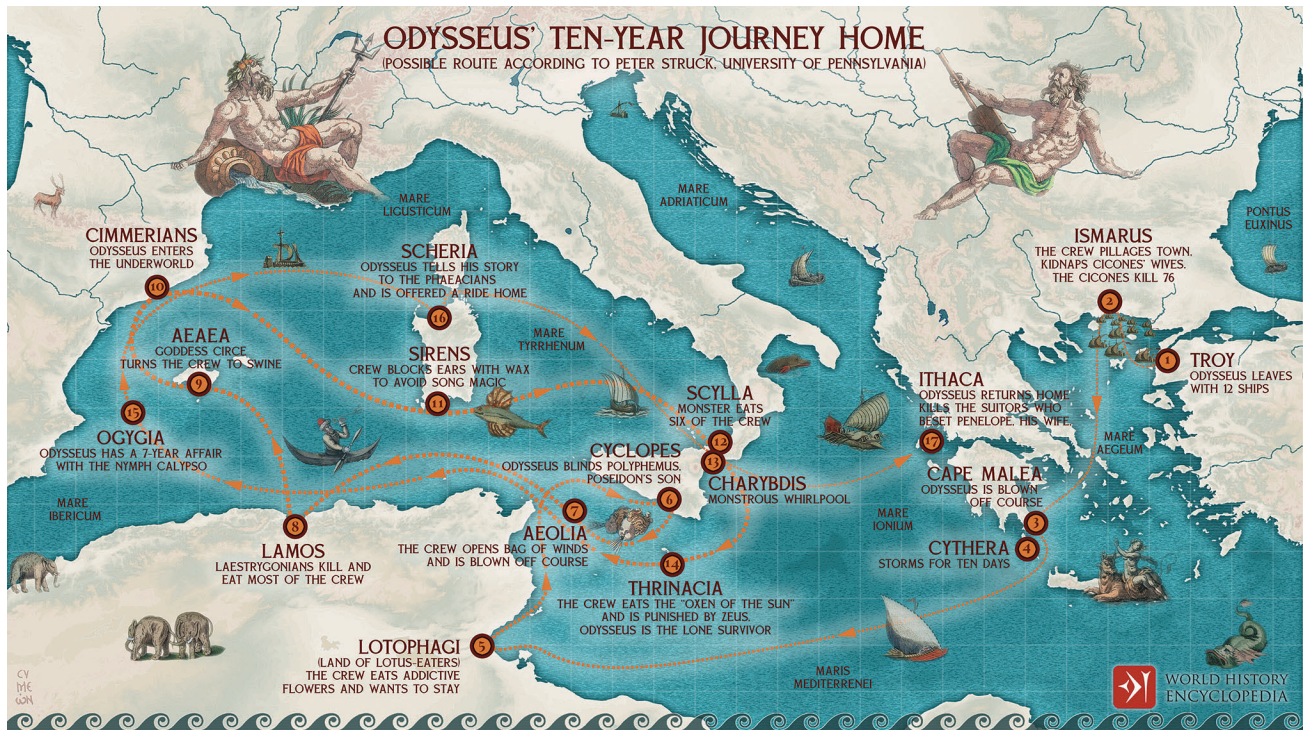 ODYSSEUS' TEN-YEAR JOURNEY HOME
(POSSIBLE ROUTE ACCORDING TO PETER STRUCK, UNIVERSITY OF PENNSYLVANIA)
MARE
LIGUSTICUM
MARE
ADRIATICUM
PONTUS
EUXINUS
CIMMERIANS
ODYSSEUS ENTERS
THE UNDERWORLD
10
SCHERIA
ODYSSEUS TELLS HIS STORY
TO THE PHAEACIANS
AND IS OFFERED A RIDE HOME
16
ISMARUS
THE CREW PILLAGES TOWN,
KIDNAPS CICONES' WIVES.
THE CICONES KILL 76
2
AEAEA
GODDESS CIRCE
TURNS THE CREW TO SWINE
9
SIRENS
CREW BLOCKS EARS WITH WAX
TO AVOID SONG MAGIC
11
MARE
TYRRHENUM
1
TROY
ODYSSEUS LEAVES
WITH 12 SHIPS
15
OGYGIA
ODYSSEUS HAS A 7-YEAR AFFAIR
WITH THE NYMPH CALYPSO
SCYLLA
MONSTER EATS
SIX OF THE CREW
12
ITHACA
ODYSSEUS RETURNS HOME
KILLS THE SUITORS WHO
BESET PENELOPE, HIS WIFE.
17
MARE
AEGEUM
CYCLOPES
ODYSSEUS BLINDS POLYPHEMUS,
POSEIDON'S SON
6
13
CHARYBDIS
MONSTROUS WHIRLPOOL
CAPE MALEA
ODYSSEUS IS BLOWN
OFF COURSE
3
MARE
IBERICUM
8
LAMOS
LAESTRYGONIANS KILL AND
EAT MOST OF THE CREW
7
AEOLIA
THE CREW OPENS BAG OF WINDS
AND IS BLOWN OFF COURSE
MARE
IONIUM
4
CYTHERA
STORMS FOR TEN DAYS
14
THRINACIA
THE CREW EATS THE "OXEN OF THE SUN"
AND IS PUNISHED BY ZEUS.
ODYSSEUS IS THE LONE SURVIVOR
5
LOTOPHAGI
(LAND OF LOTUS-EATERS)
THE CREW EATS ADDICTIVE
FLOWERS AND WANTS TO STAY
MARIS
MEDITERRENEI
WORLD HISTORY
ENCYCLOPEDIA